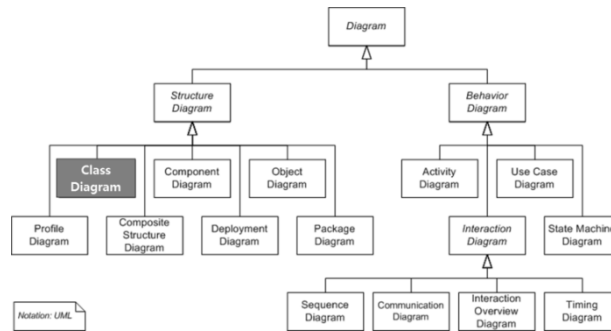 Diagram
Structure
Diagram
Behavior
Diagram
Class
Diagram
Component
Diagram
Object
Diagram
Activity
Diagram
Use Case
Diagram
Profile
Diagram
Composite
Structure
Diagram
Deployment
Diagram
Package
Diagram
Interaction
Diagram
State Machine
Diagram
Sequence
Diagram
Communication
Diagram
Interaction
Overview
Diagram
Timing
Diagram
Notation: UML